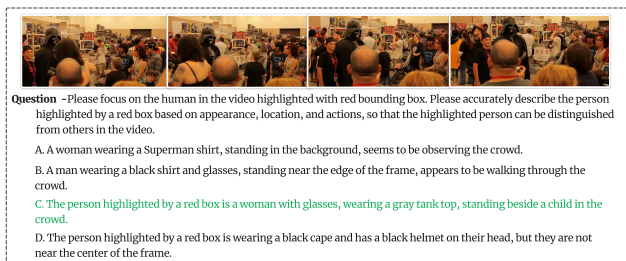 Question -Please focus on the human in the video highlighted with red bounding box. Please accurately describe the person
highlighted by a red box based on appearance, location, and actions, so that the highlighted person can be distinguished
from others in the video.
A. A woman wearing a Superman shirt, standing in the background, seems to be observing the crowd.
B. A man wearing a black shirt and glasses, standing near the edge of the frame, appears to be walking through the
crowd.
C. The person highlighted by a red box is a woman with glasses, wearing a gray tank top, standing beside a child in the
crowd.
D. The person highlighted by a red box is wearing a black cape and has a black helmet on their head, but they are not
near the center of the frame.